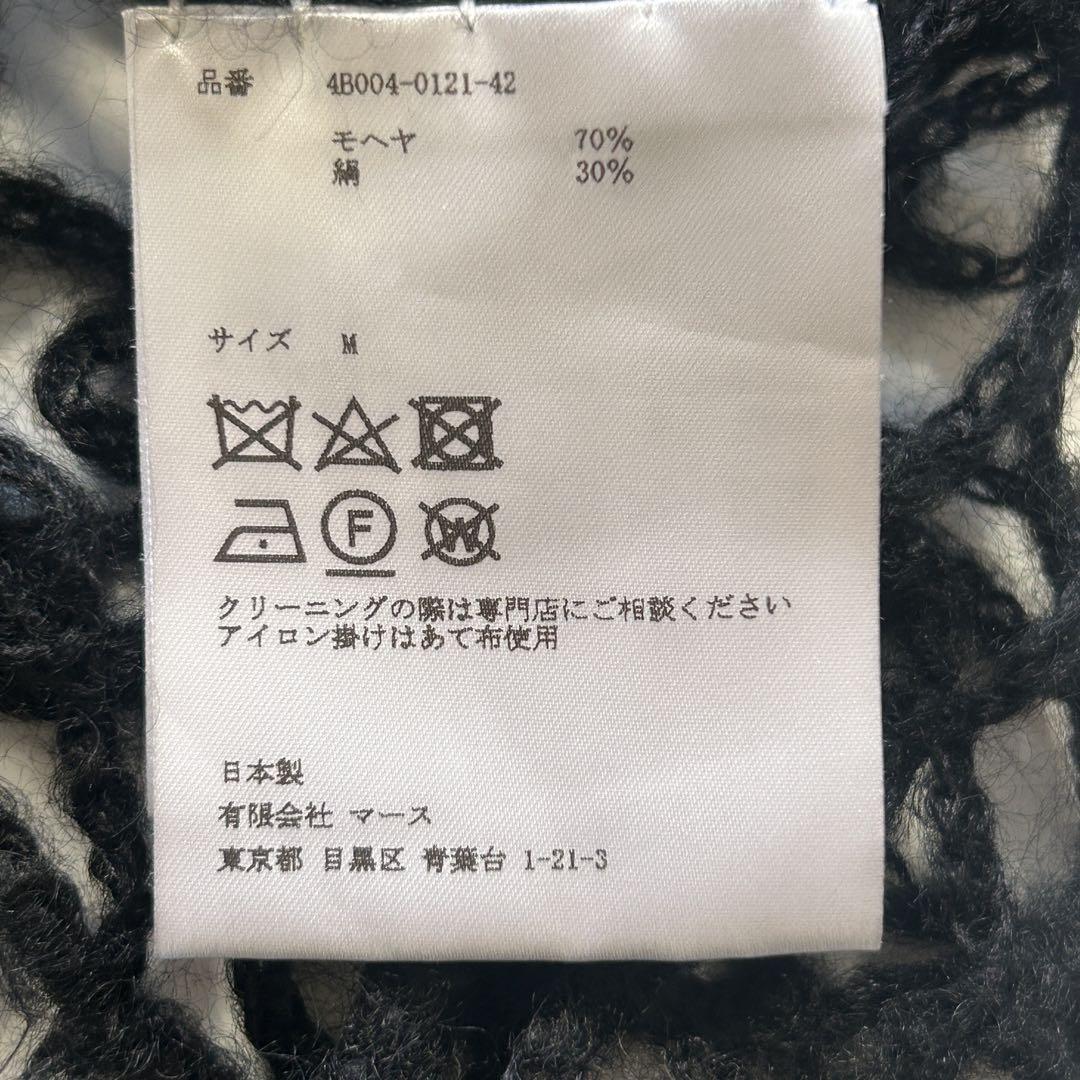 品番 4B004-0121-42
モヘヤ 70%
絹 30%
サイズ M
F
W
クリーニングの際は専門店にご相談ください
アイロン掛けはあて布使用
日本製
有限会社 マース
東京都 目黒区 青葉台 1-21-3